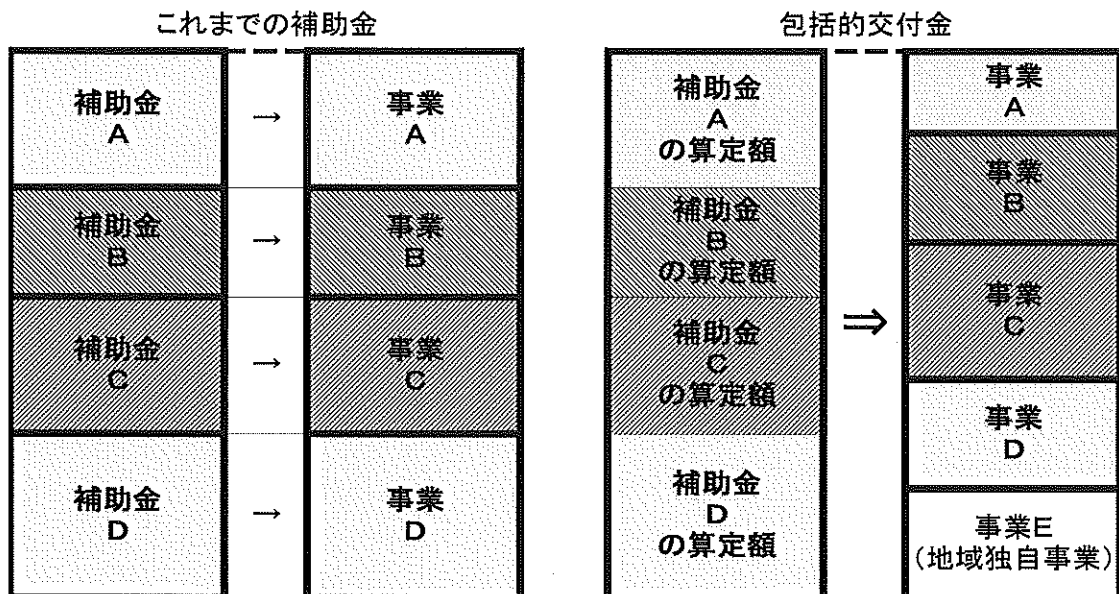 これまでの補助金
補助金
A
→
事業
A
補助金
B
→
事業
B
補助金
C
→
事業
C
補助金
D
→
事業
D
包括的交付金
補助金
A
の算定額
補助金
B
の算定額
補助金
C
の算定額
補助金
D
の算定額
⇒
事業
A
事業
B
事業
C
事業
D
事業E
(地域独自事業)